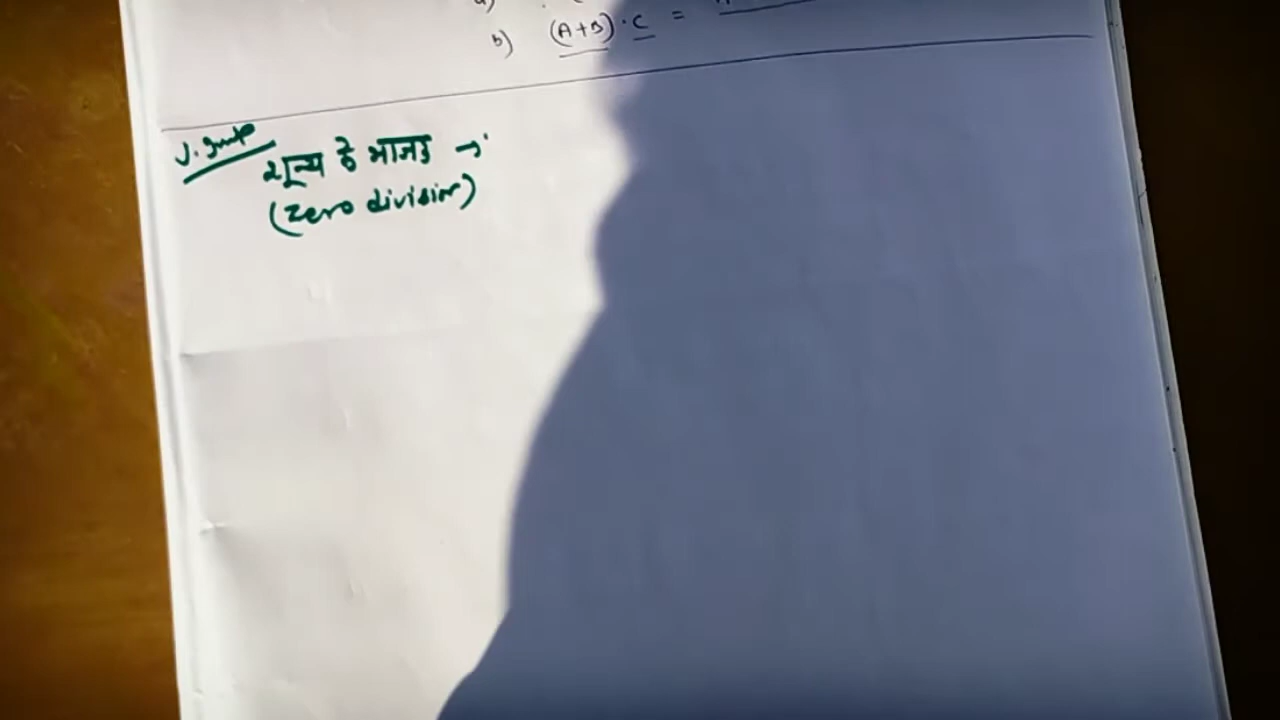 b) (A+B)·C =
V. Imp
शून्य के भाजक →
(zero division)